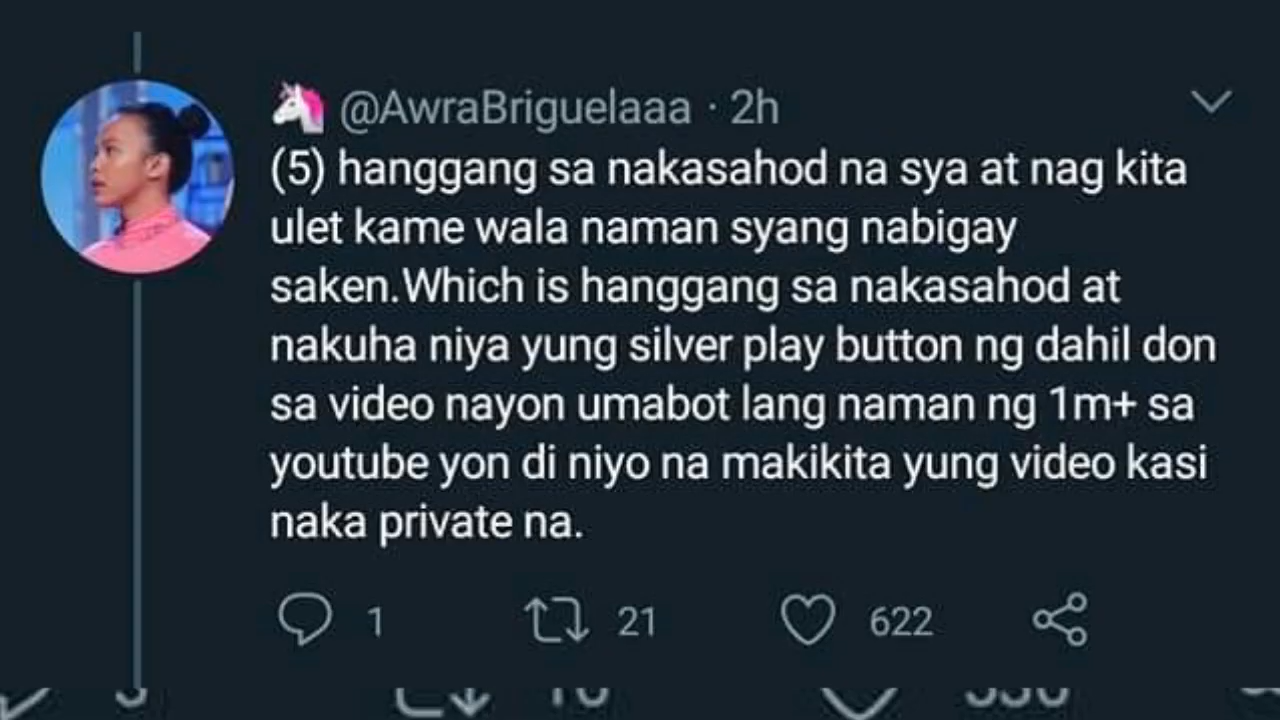 @AwraBriguelaaa · 2h
(5) hanggang sa nakasahod na sya at nag kita
ulet kame wala naman syang nabigay
saken.Which is hanggang sa nakasahod at
nakuha niya yung silver play button ng dahil don
sa video nayon umabot lang naman ng 1m+ sa
youtube yon di niyo na makikita yung video kasi
naka private na.
1 21 622